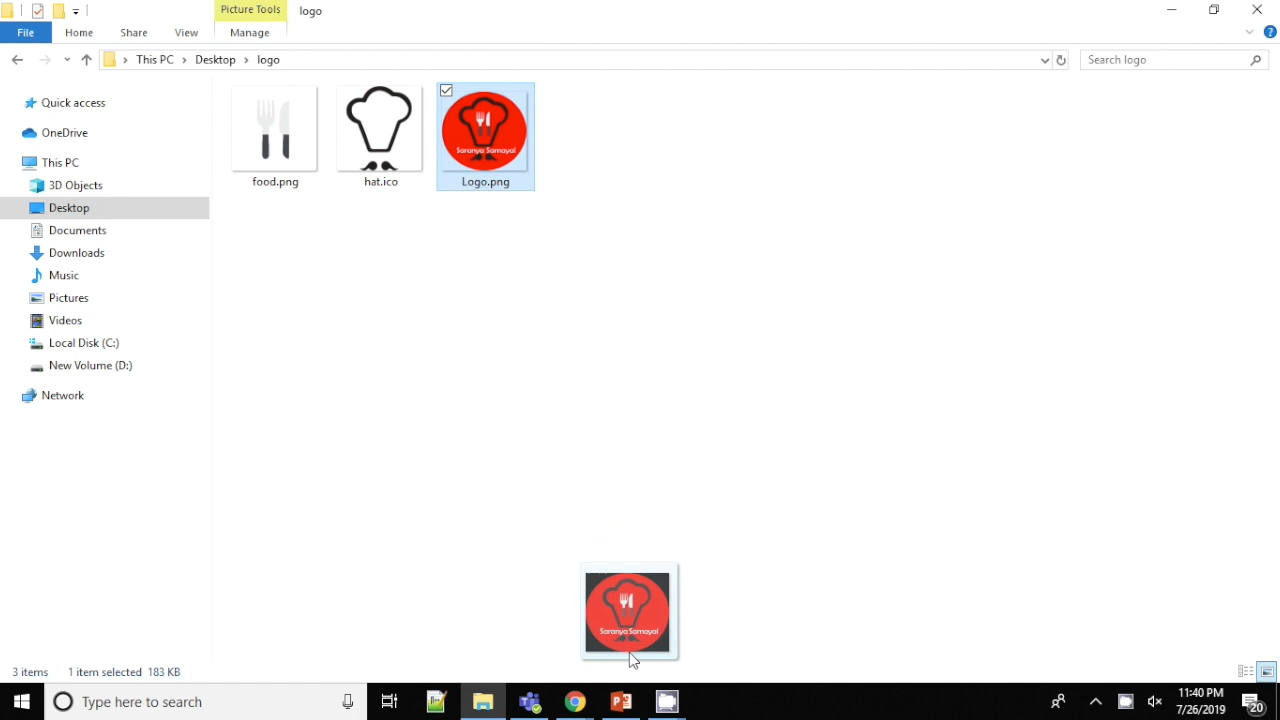 Picture Tools
logo
File
Home
Share
View
Manage
This PC
Desktop
logo
Search logo
Quick access
OneDrive
This PC
3D Objects
Desktop
Documents
Downloads
Music
Pictures
Videos
Local Disk (C:)
New Volume (D:)
Network
Saranya Samayal
food.png
hat.ico
Logo.png
Saranya Samayal
3 items
1 item selected 183 KB
Type here to search
11:40 PM
7/26/2019
20